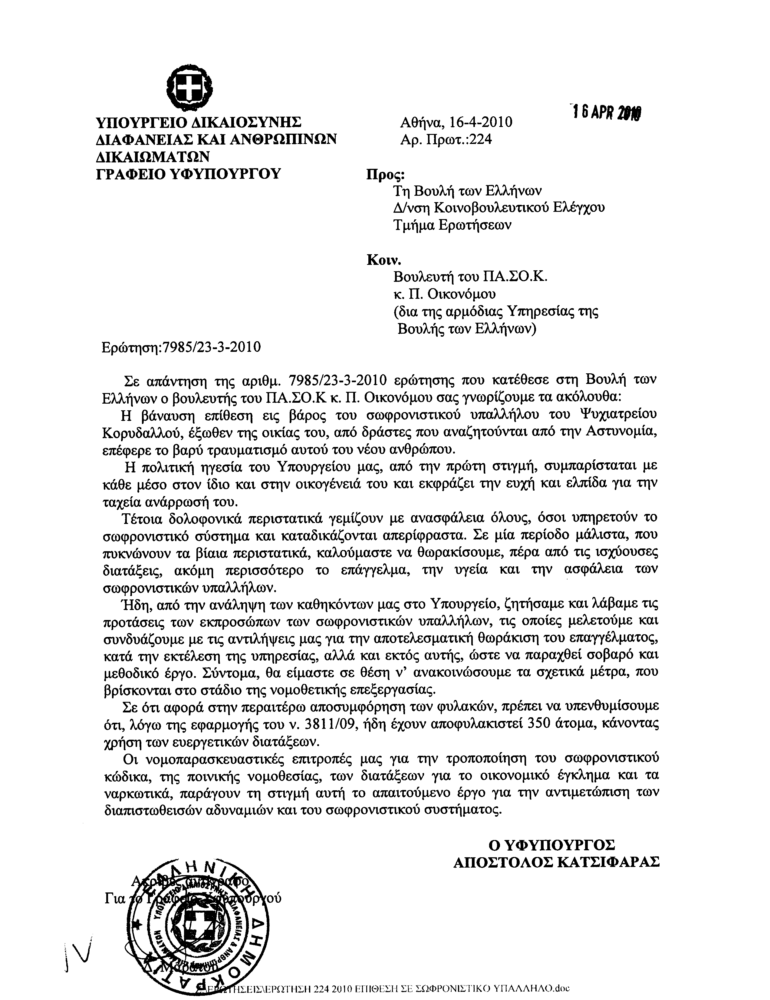 16 APR 2010
ΥΠΟΥΡΓΕΙΟ ΔΙΚΑΙΟΣΥΝΗΣ
ΔΙΑΦΑΝΕΙΑΣ ΚΑΙ ΑΝΘΡΩΠΙΝΩΝ
ΔΙΚΑΙΩΜΑΤΩΝ
ΓΡΑΦΕΙΟ ΥΦΥΠΟΥΡΓΟΥ
Αθήνα, 16-4-2010
Αρ. Πρωτ.:224
Προς:
Τη Βουλή των Ελλήνων
Δ/νση Κοινοβουλευτικού Ελέγχου
Τμήμα Ερωτήσεων
Κοιν.
Βουλευτή του ΠΑ.ΣΟ.Κ.
κ. Π. Οικονόμου
(δια της αρμόδιας Υπηρεσίας της
Βουλής των Ελλήνων)
Ερώτηση:7985/23-3-2010
Σε απάντηση της αριθμ. 7985/23-3-2010 ερώτησης που κατέθεσε στη Βουλή των
Ελλήνων ο βουλευτής του ΠΑ.ΣΟ.Κ κ. Π. Οικονόμου σας γνωρίζουμε τα ακόλουθα:
Η βάναυση επίθεση εις βάρος του σωφρονιστικού υπαλλήλου του Ψυχιατρείου
Κορυδαλλού, έξωθεν της οικίας του, από δράστες που αναζητούνται από την Αστυνομία,
επέφερε το βαρύ τραυματισμό αυτού του νέου ανθρώπου.
Η πολιτική ηγεσία του Υπουργείου μας, από την πρώτη στιγμή, συμπαρίσταται με
κάθε μέσο στον ίδιο και στην οικογένειά του και εκφράζει την ευχή και ελπίδα για την
ταχεία ανάρρωσή του.
Τέτοια δολοφονικά περιστατικά γεμίζουν με ανασφάλεια όλους, όσοι υπηρετούν το
σωφρονιστικό σύστημα και καταδικάζονται απερίφραστα. Σε μία περίοδο μάλιστα, που
πυκνώνουν τα βίαια περιστατικά, καλούμαστε να θωρακίσουμε, πέρα από τις ισχύουσες
διατάξεις, ακόμη περισσότερο το επάγγελμα, την υγεία και την ασφάλεια των
σωφρονιστικών υπαλλήλων.
Ήδη, από την ανάληψη των καθηκόντων μας στο Υπουργείο, ζητήσαμε και λάβαμε τις
προτάσεις των εκπροσώπων των σωφρονιστικών υπαλλήλων, τις οποίες μελετούμε και
συνδυάζουμε με τις αντιλήψεις μας για την αποτελεσματική θωράκιση του επαγγέλματος,
κατά την εκτέλεση της υπηρεσίας, αλλά και εκτός αυτής, ώστε να παραχθεί σοβαρό και
μεθοδικό έργο. Σύντομα, θα είμαστε σε θέση ν' ανακοινώσουμε τα σχετικά μέτρα, που
βρίσκονται στο στάδιο της νομοθετικής επεξεργασίας.
Σε ότι αφορά στην περαιτέρω αποσυμφόρηση των φυλακών, πρέπει να υπενθυμίσουμε
ότι, λόγω της εφαρμογής του ν. 3811/09, ήδη έχουν αποφυλακιστεί 350 άτομα, κάνοντας
χρήση των ευεργετικών διατάξεων.
Οι νομοπαρασκευαστικές επιτροπές μας για την τροποποίηση του σωφρονιστικού
κώδικα, της ποινικής νομοθεσίας, των διατάξεων για το οικονομικό έγκλημα και τα
ναρκωτικά, παράγουν τη στιγμή αυτή το απαιτούμενο έργο για την αντιμετώπιση των
διαπιστωθεισών αδυναμιών και του σωφρονιστικού συστήματος.
Ο ΥΦΥΠΟΥΡΓΟΣ
ΑΠΟΣΤΟΛΟΣ ΚΑΤΣΙΦΑΡΑΣ
Ακριβές αντίγραφο
Για το Γραφείο Υφυπουργού
ΕΛΛΗΝΙΚΗ ΔΗΜΟΚΡΑΤΙΑ
ΥΠΟΥΡΓΕΙΟ ΔΙΚΑΙΟΣΥΝΗΣ ΔΙΑΦΑΝΕΙΑΣ & ΑΝΘΡΩΠΙΝΩΝ ΔΙΚΑΙΩΜΑΤΩΝ
ΕΡΩΤΗΣΕΙΣ\ΕΡΩΤΗΣΗ 224 2010 ΕΠΙΘΕΣΗ ΣΕ ΣΩΦΡΟΝΙΣΤΙΚΟ ΥΠΑΛΛΗΛΟ.doc